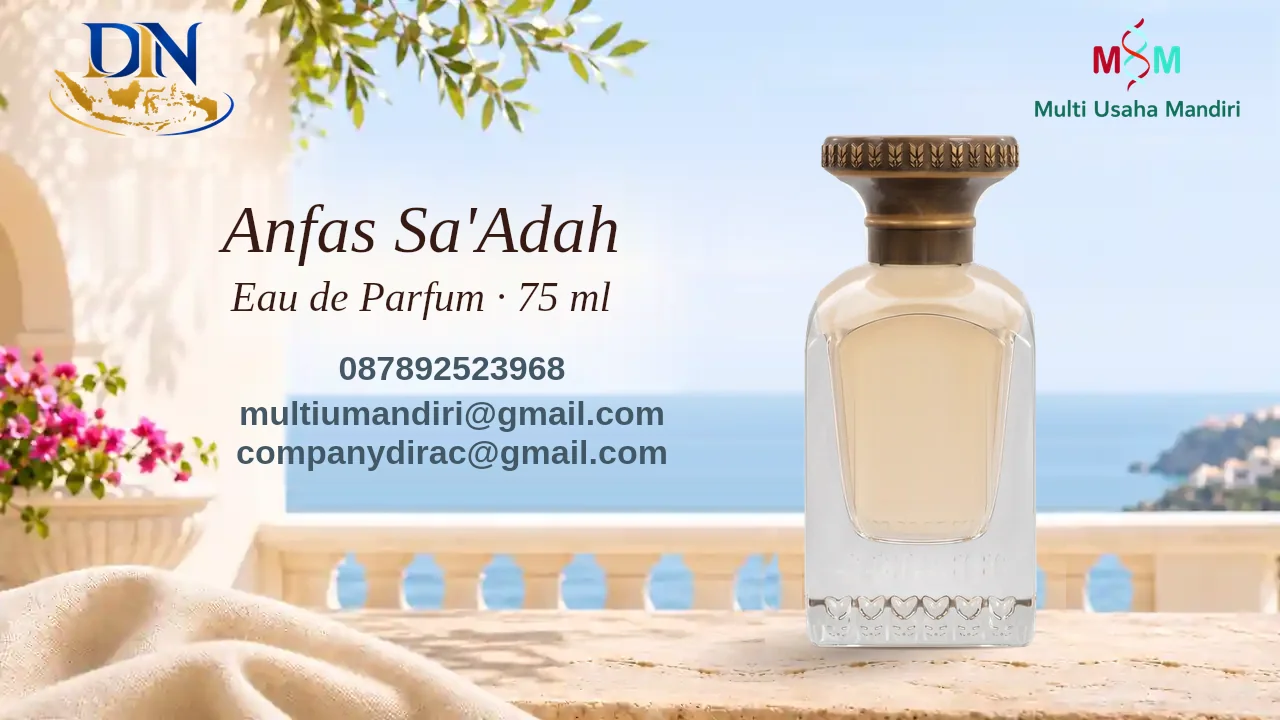 DIN
MSM
Multi Usaha Mandiri
Anfas Sa'Adah
Eau de Parfum · 75 ml
087892523968
multiumandiri@gmail.com
companydirac@gmail.com